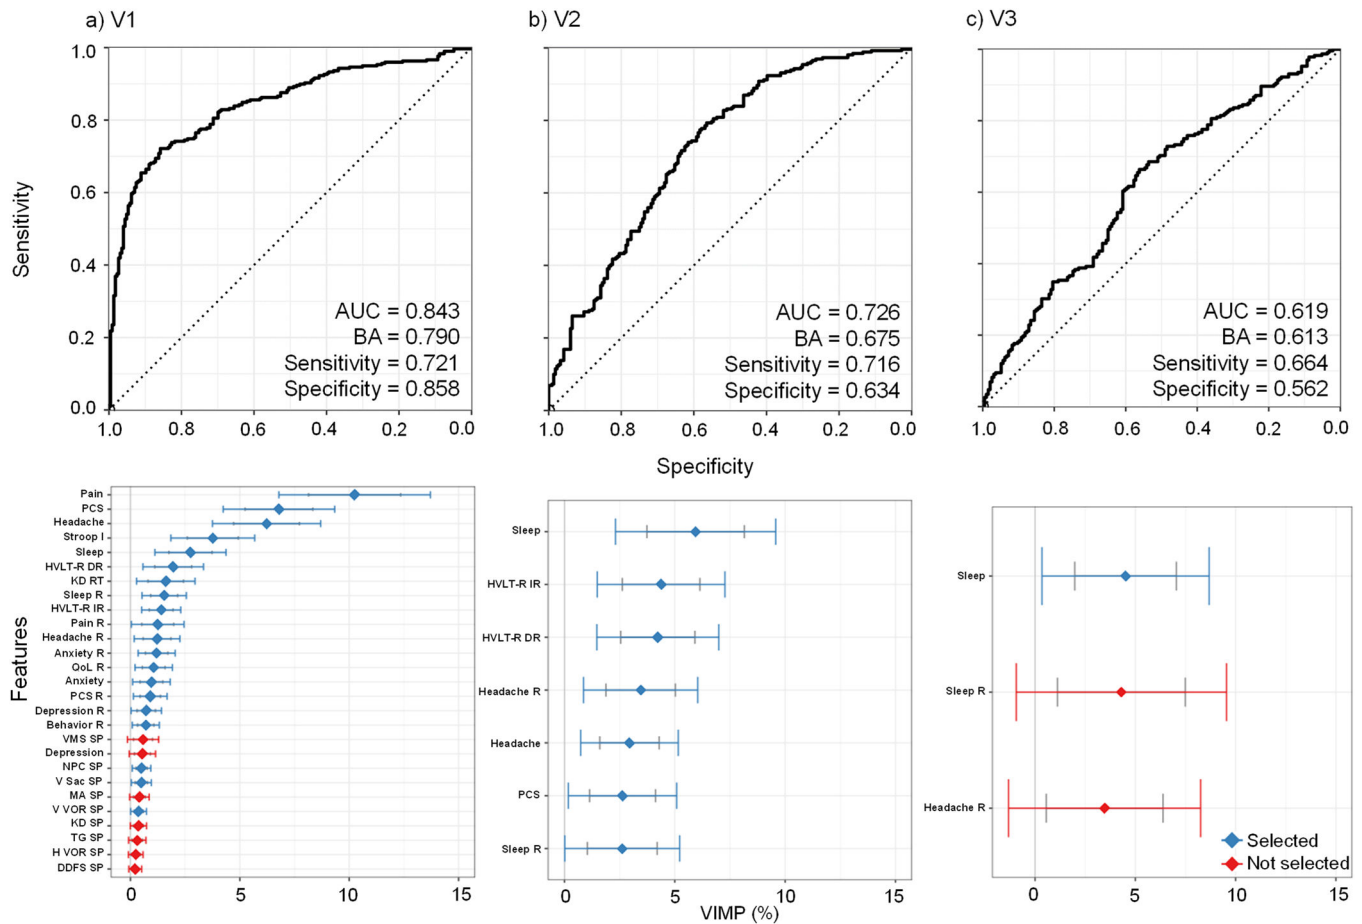 a) V1
b) V2
c) V3
Sensitivity
1.0
0.8
0.6
0.4
0.2
0.0
AUC = 0.843
BA = 0.790
Sensitivity = 0.721
Specificity = 0.858
1.0 0.8 0.6 0.4 0.2 0.0
AUC = 0.726
BA = 0.675
Sensitivity = 0.716
Specificity = 0.634
1.0 0.8 0.6 0.4 0.2 0.0
AUC = 0.619
BA = 0.613
Sensitivity = 0.664
Specificity = 0.562
1.0 0.8 0.6 0.4 0.2 0.0
Specificity
Features
Pain
PCS
Headache
Stroop I
Sleep
HVLT-R DR
KD RT
Sleep R
HVLT-R IR
Pain R
Headache R
Anxiety R
QoL R
Anxiety
PCS R
Depression R
Behavior R
VMS SP
Depression
NPC SP
V Sac SP
MA SP
V VOR SP
KD SP
TG SP
H VOR SP
DDFS SP
0 5 10 15
Sleep
HVLT-R IR
HVLT-R DR
Headache R
Headache
PCS
Sleep R
0 5 10 15
VIMP (%)
Sleep
Sleep R
Headache R
Selected
Not selected
0 5 10 15